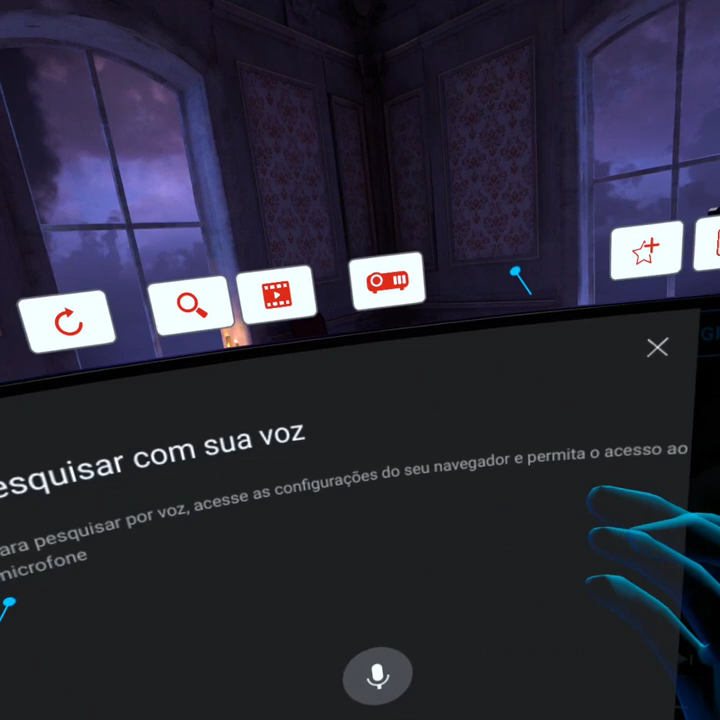 esquisar com sua voz
ara pesquisar por voz, acesse as configurações do seu navegador e permita o acesso ao
microfone